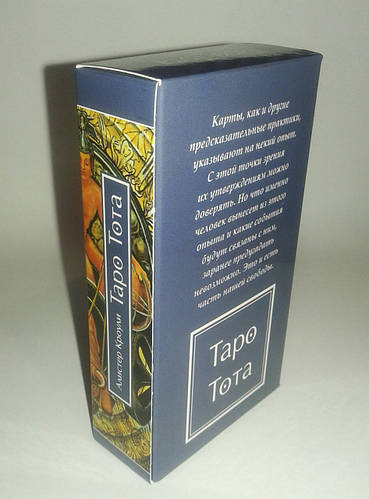 Алистер Кроули Таро Тота
Карты, как и другие
предсказательные практики,
указывают на некий опыт.
С этой точки зрения
их утверждениям можно
доверять. Но что именно
человек вынесет из этого
опыта и какие события
будут связаны с ним,
заранее предугадать
невозможно. Это и есть
часть нашей свободы.
Таро
Тота